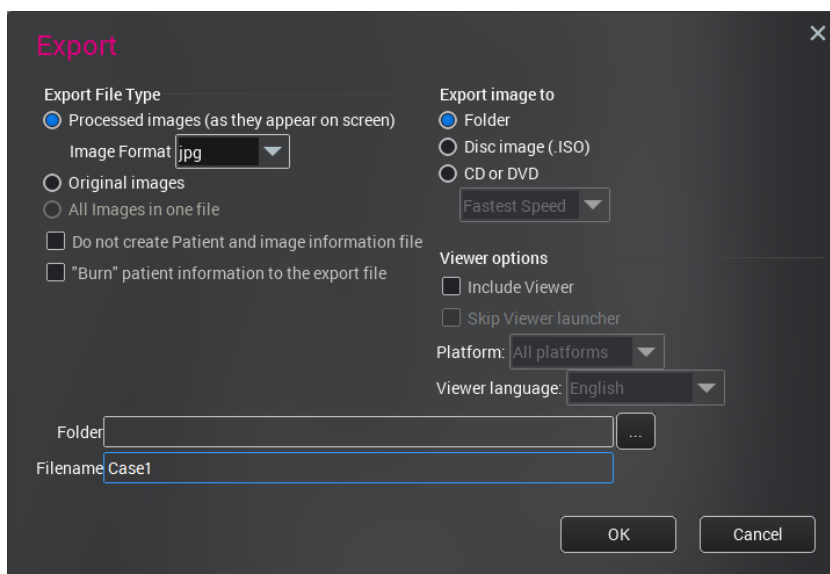 Export
Export File Type
Processed images (as they appear on screen)
Image Format jpg
Original images
All Images in one file
Do not create Patient and image information file
"Burn" patient information to the export file
Export image to
Folder
Disc image (.ISO)
CD or DVD
Fastest Speed
Viewer options
Include Viewer
Skip Viewer launcher
Platform: All platforms
Viewer language: English
Folder ...
Filename Case1
OK Cancel